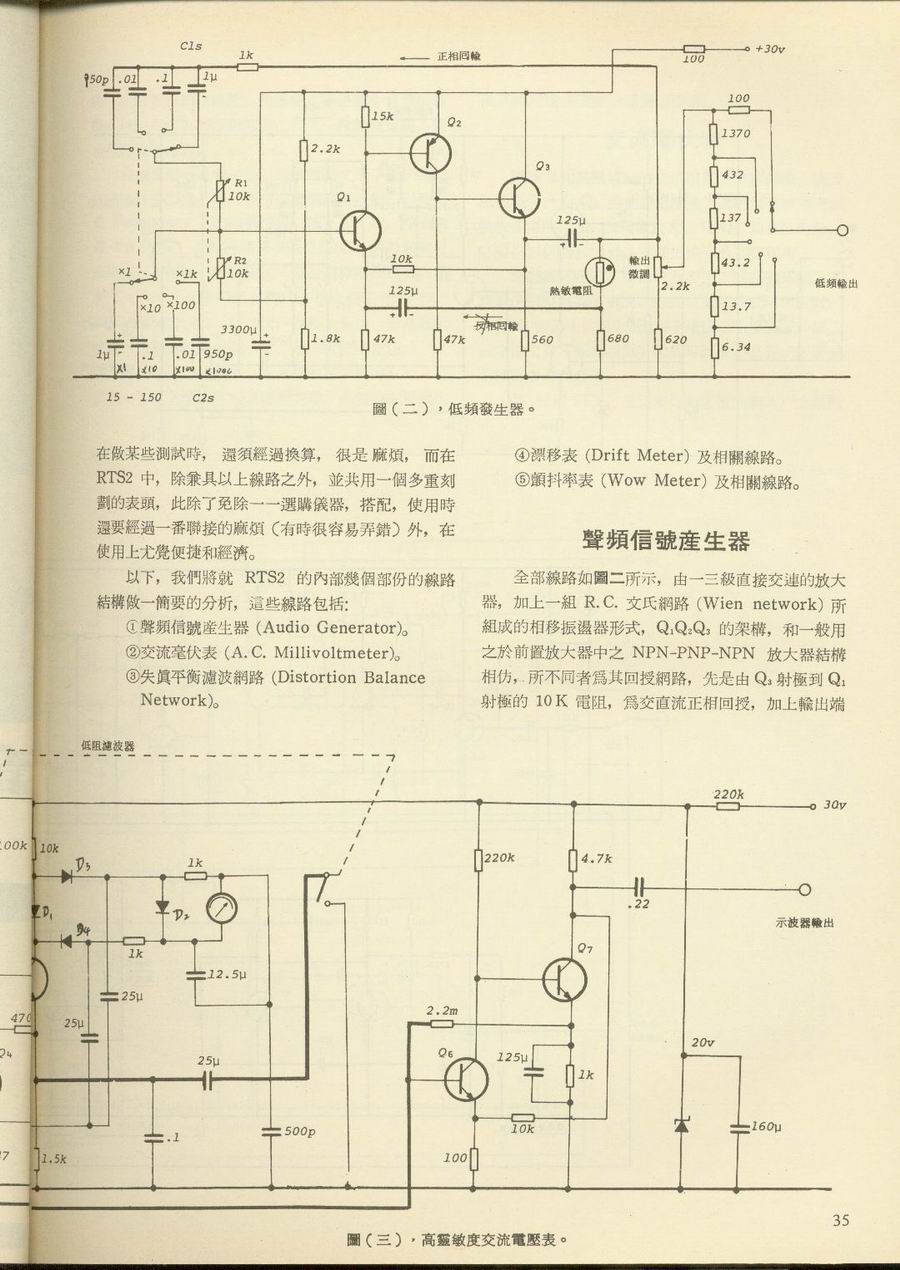 C1s
1k
正相回輸
100
+30v
950p
.01
.1
1μ
15k
Q2
2.2k
Q1
Q3
R1
10k
R2
10k
10k
125μ
125μ
熱敏電阻
輸出
微調
2.2k
100
1370
432
137
43.2
13.7
6.34
低頻輸出
×1
×1k
×10
×100
3300μ
1.8k
47k
47k
反相回輸
560
680
620
1μ
.1
.01
950p
x1
x10
x100
15 - 150
C2s
圖(二),低頻發生器。
在做某些測試時, 還須經過換算, 很是麻煩, 而在
RTS2 中,除兼具以上線路之外,並共用一個多重刻
劃的表頭,此除了免除一一選購儀器,搭配,使用時
還要經過一番聯接的麻煩(有時很容易弄錯)外,在
使用上尤覺便捷和經濟。
以下,我們將就 RTS2 的內部幾個部份的線路
結構做一簡要的分析,這些線路包括:
①聲頻信號產生器 (Audio Generator)。
②交流毫伏表 (A. C. Millivoltmeter)。
③失眞平衡濾波網路 (Distortion Balance
Network)。
④漂移表 (Drift Meter) 及相關線路。
⑤顫抖率表 (Wow Meter) 及相關線路。
聲頻信號產生器
全部線路如圖二所示,由一三級直接交連的放大
器,加上一組 R. C. 文氏網路 (Wien network) 所
組成的相移振盪器形式,Q₁Q₂Q₃ 的架構,和一般用
之於前置放大器中之 NPN-PNP-NPN 放大器結構
相仿,所不同者爲其回授網路,先是由 Q₃ 射極到 Q₁
射極的 10K 電阻,爲交直流正相回授,加上輸出端
低阻濾波器
100k
10k
D3
1k
D1
D2
D4
1k
12.5μ
25μ
25μ
470
Q4
25μ
.1
500p
1.5k
47
220k
4.7k
220k
30v
.22
示波器輸出
Q7
2.2m
Q6
125μ
1k
10k
100
20v
160μ
圖(三),高靈敏度交流電壓表。
35